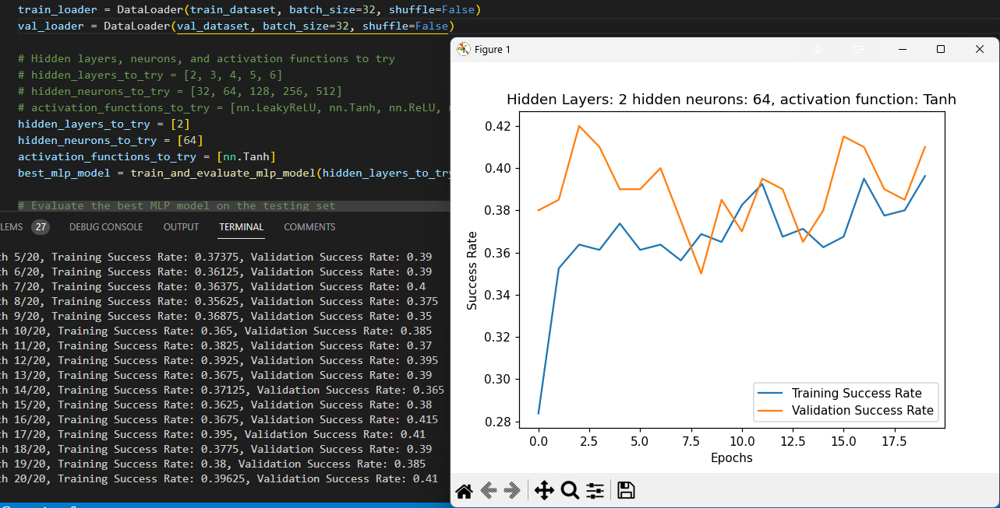 train_loader = DataLoader(train_dataset, batch_size=32, shuffle=False)
val_loader = DataLoader(val_dataset, batch_size=32, shuffle=False)
# Hidden layers, neurons, and activation functions to try
# hidden_layers_to_try = [2, 3, 4, 5, 6]
# hidden_neurons_to_try = [32, 64, 128, 256, 512]
# activation_functions_to_try = [nn.LeakyReLU, nn.Tanh, nn.ReLU,
hidden_layers_to_try = [2]
hidden_neurons_to_try = [64]
activation_functions_to_try = [nn.Tanh]
best_mlp_model = train_and_evaluate_mlp_model(hidden_layers_to_try
# Evaluate the best MLP model on the testing set
LEMS 27 DEBUG CONSOLE OUTPUT TERMINAL COMMENTS
th 5/20, Training Success Rate: 0.37375, Validation Success Rate: 0.39
th 6/20, Training Success Rate: 0.36125, Validation Success Rate: 0.39
th 7/20, Training Success Rate: 0.36375, Validation Success Rate: 0.4
th 8/20, Training Success Rate: 0.35625, Validation Success Rate: 0.375
th 9/20, Training Success Rate: 0.36875, Validation Success Rate: 0.35
th 10/20, Training Success Rate: 0.365, Validation Success Rate: 0.385
th 11/20, Training Success Rate: 0.3825, Validation Success Rate: 0.37
th 12/20, Training Success Rate: 0.3925, Validation Success Rate: 0.395
th 13/20, Training Success Rate: 0.3675, Validation Success Rate: 0.39
th 14/20, Training Success Rate: 0.37125, Validation Success Rate: 0.365
th 15/20, Training Success Rate: 0.3625, Validation Success Rate: 0.38
th 16/20, Training Success Rate: 0.3675, Validation Success Rate: 0.415
th 17/20, Training Success Rate: 0.395, Validation Success Rate: 0.41
th 18/20, Training Success Rate: 0.3775, Validation Success Rate: 0.39
th 19/20, Training Success Rate: 0.38, Validation Success Rate: 0.385
th 20/20, Training Success Rate: 0.39625, Validation Success Rate: 0.41
Figure 1
Hidden Layers: 2 hidden neurons: 64, activation function: Tanh
0.42
0.40
0.38
0.36
0.34
0.32
0.30
0.28
Success Rate
Training Success Rate
Validation Success Rate
0.0 2.5 5.0 7.5 10.0 12.5 15.0 17.5
Epochs